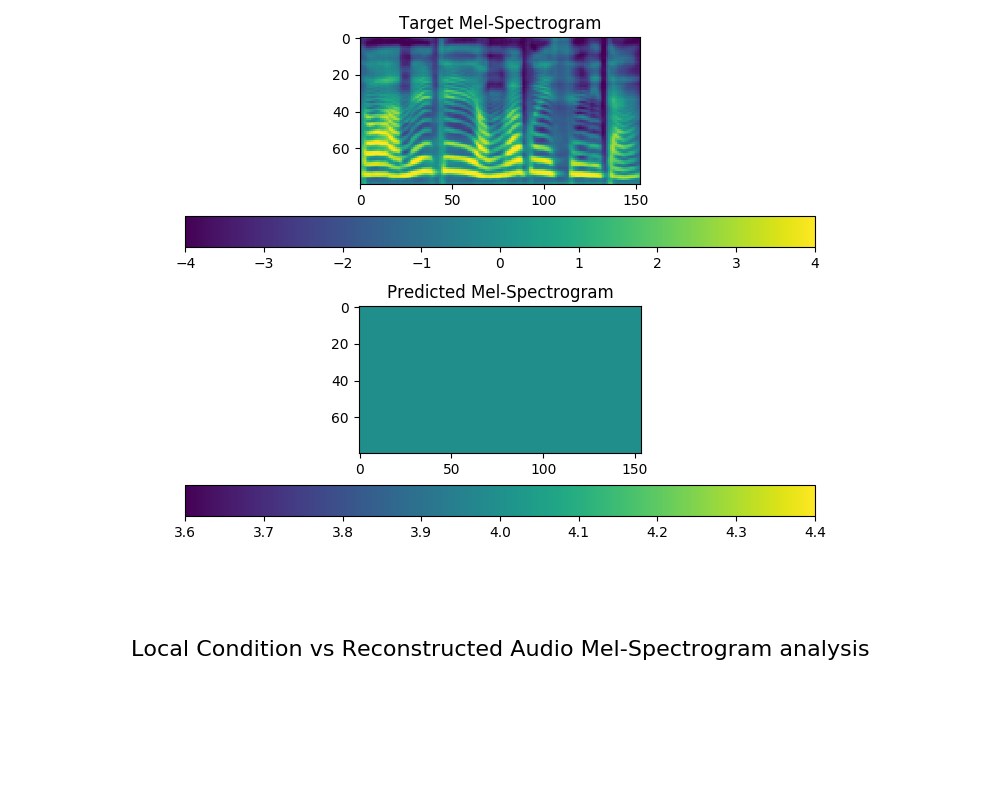 Target Mel-Spectrogram
0
20
40
60
0 50 100 150
−4 −3 −2 −1 0 1 2 3 4
Predicted Mel-Spectrogram
0
20
40
60
0 50 100 150
3.6 3.7 3.8 3.9 4.0 4.1 4.2 4.3 4.4
Local Condition vs Reconstructed Audio Mel-Spectrogram analysis